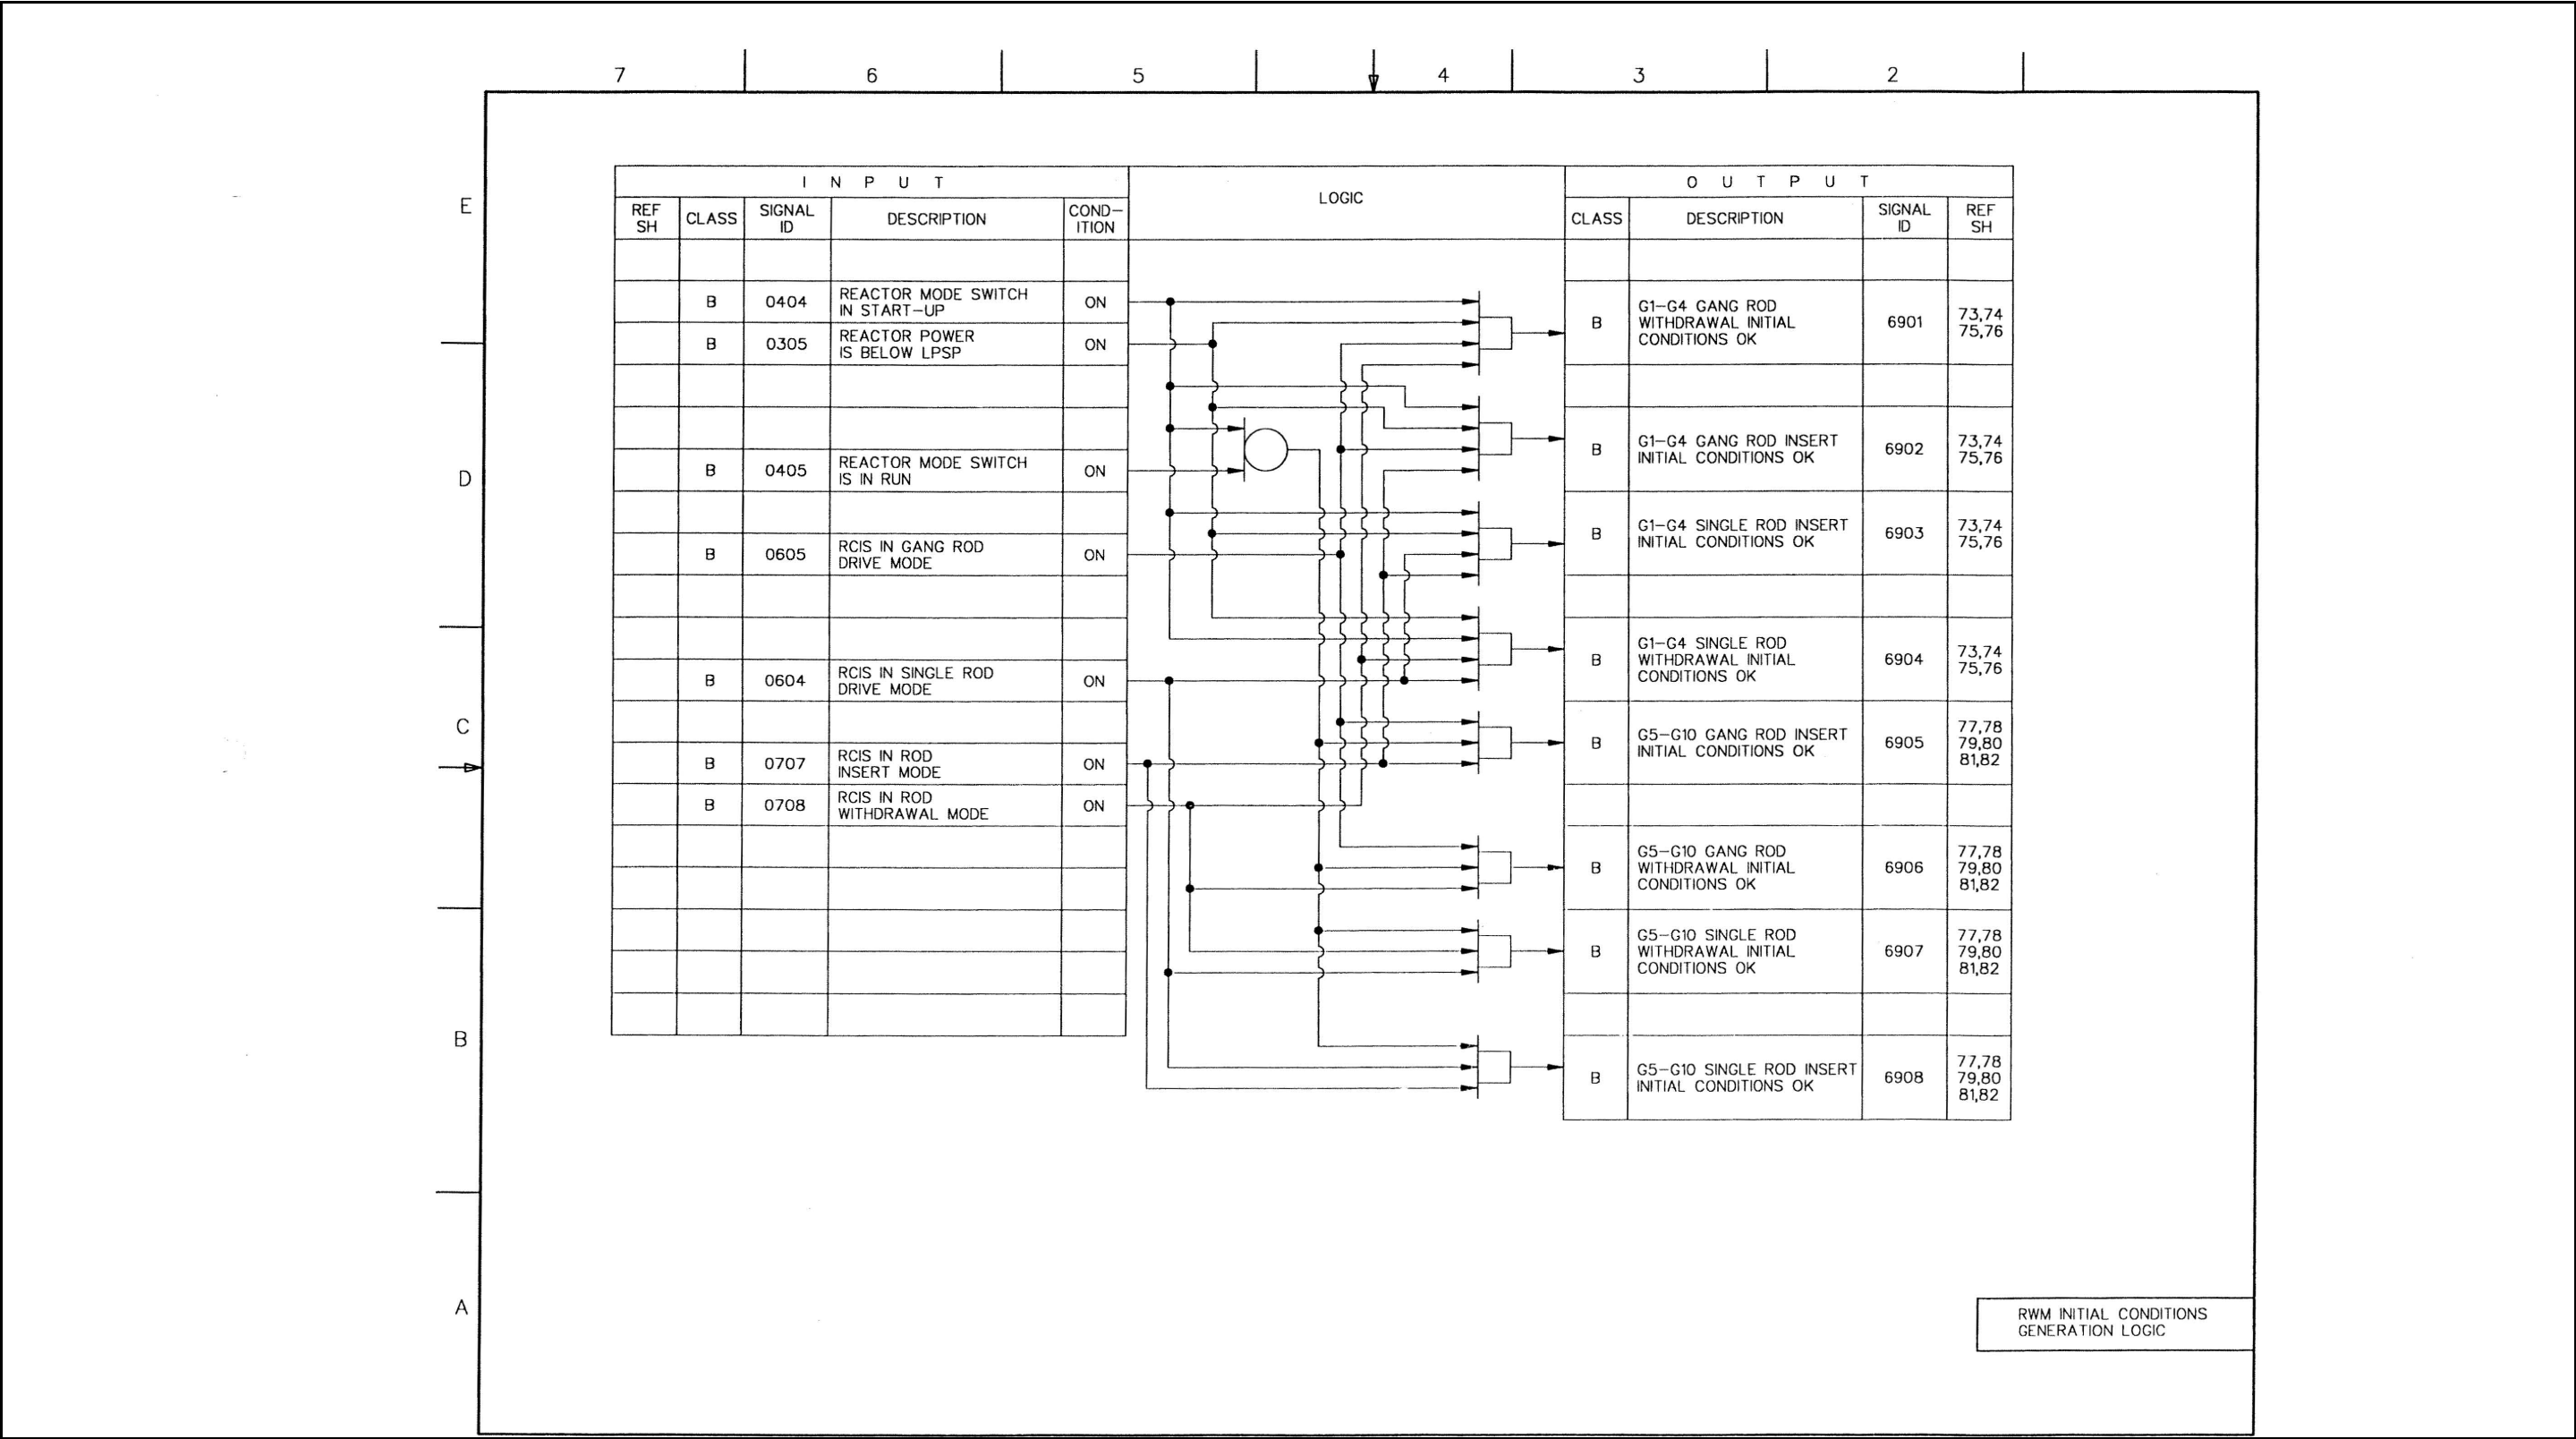 7 6 5 4 3 2
E
D
C
B
A
I N P U T
LOGIC
O U T P U T
REF SH
CLASS
SIGNAL ID
DESCRIPTION
COND-
ITION
CLASS
DESCRIPTION
SIGNAL ID
REF SH
B 0404 REACTOR MODE SWITCH
IN START-UP
ON
B 0305 REACTOR POWER
IS BELOW LPSP
ON
B 0405 REACTOR MODE SWITCH
IS IN RUN
ON
B 0605 RCIS IN GANG ROD
DRIVE MODE
ON
B 0604 RCIS IN SINGLE ROD
DRIVE MODE
ON
B 0707 RCIS IN ROD
INSERT MODE
ON
B 0708 RCIS IN ROD
WITHDRAWAL MODE
ON
B
G1-G4 GANG ROD
WITHDRAWAL INITIAL
CONDITIONS OK
6901
73,74
75,76
B
G1-G4 GANG ROD INSERT
INITIAL CONDITIONS OK
6902
73,74
75,76
B
G1-G4 SINGLE ROD INSERT
INITIAL CONDITIONS OK
6903
73,74
75,76
B
G1-G4 SINGLE ROD
WITHDRAWAL INITIAL
CONDITIONS OK
6904
73,74
75,76
B
G5-G10 GANG ROD INSERT
INITIAL CONDITIONS OK
6905
77,78
79,80
81,82
B
G5-G10 GANG ROD
WITHDRAWAL INITIAL
CONDITIONS OK
6906
77,78
79,80
81,82
B
G5-G10 SINGLE ROD
WITHDRAWAL INITIAL
CONDITIONS OK
6907
77,78
79,80
81,82
B
G5-G10 SINGLE ROD INSERT
INITIAL CONDITIONS OK
6908
77,78
79,80
81,82
RWM INITIAL CONDITIONS
GENERATION LOGIC